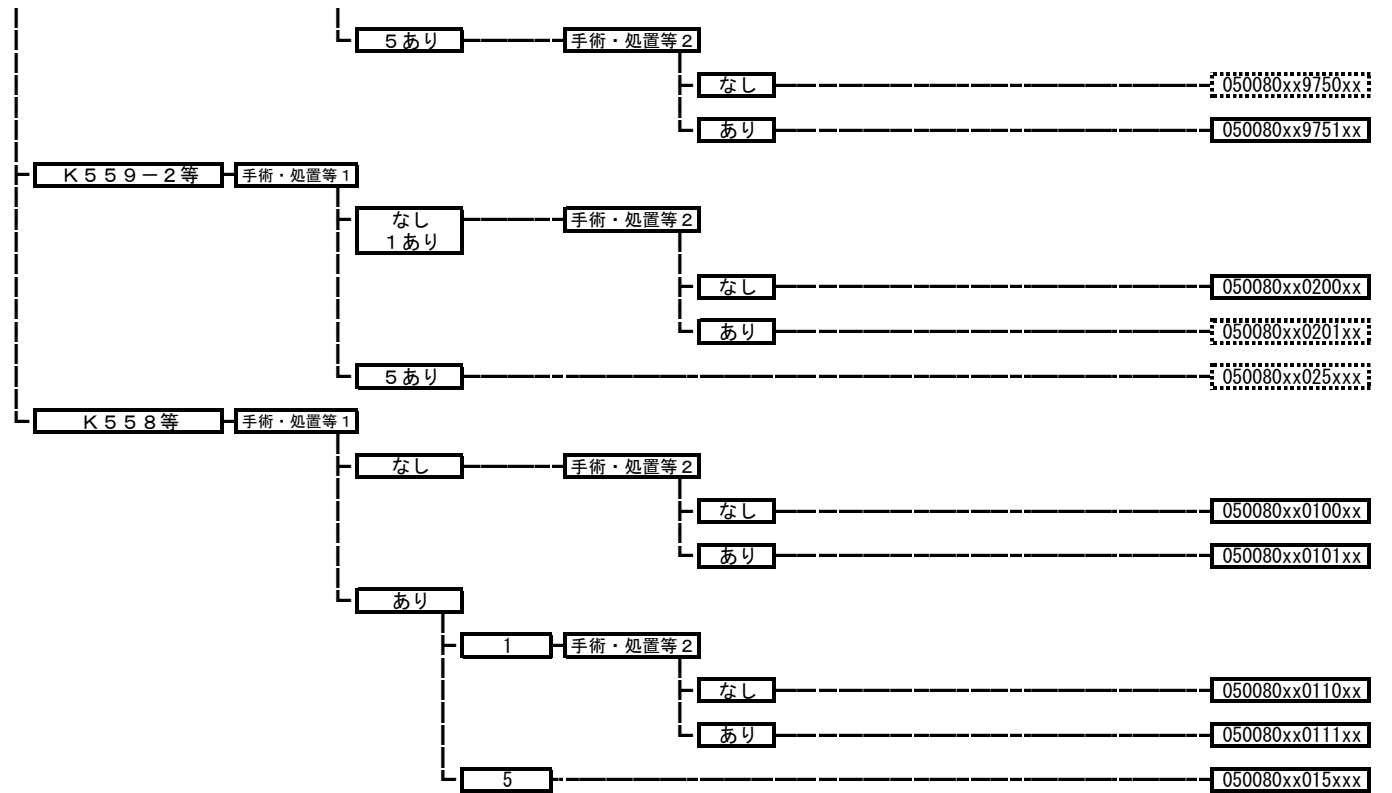 ５あり 手術・処置等２
なし 050080xx9750xx
あり 050080xx9751xx
Ｋ５５９－２等 手術・処置等１
なし 手術・処置等２
１あり
なし 050080xx0200xx
あり 050080xx0201xx
５あり 050080xx025xxx
Ｋ５５８等 手術・処置等１
なし 手術・処置等２
なし 050080xx0100xx
あり 050080xx0101xx
あり
１ 手術・処置等２
なし 050080xx0110xx
あり 050080xx0111xx
５ 050080xx015xxx